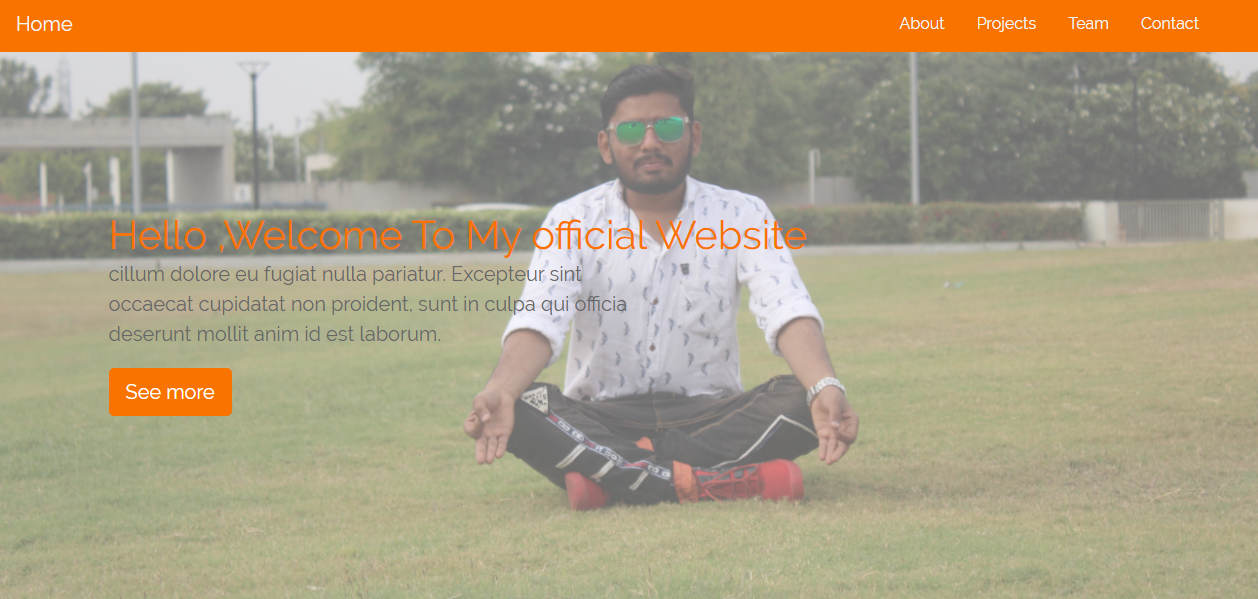 Home About Projects Team Contact
Hello ,Welcome To My official Website
cillum dolore eu fugiat nulla pariatur. Excepteur sint
occaecat cupidatat non proident, sunt in culpa qui officia
deserunt mollit anim id est laborum.
See more